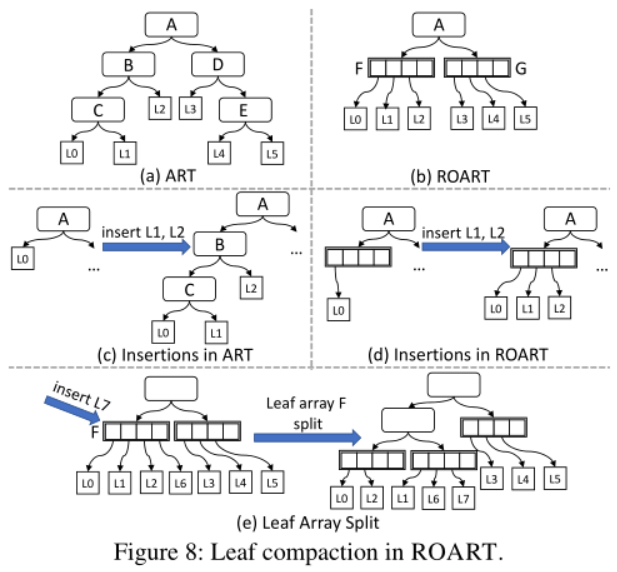 A
B
D
C
L2
L3
E
L0
L1
L4
L5
(a) ART
A
F
G
L0
L1
L2
L3
L4
L5
(b) ROART
A
insert L1, L2
A
L0
...
B
...
C
L2
L0
L1
(c) Insertions in ART
A
insert L1, L2
A
...
...
L0
L0
L1
L2
(d) Insertions in ROART
insert L7
F
Leaf array F
split
L0
L1
L2
L6
L3
L4
L5
L3
L4
L5
L0
L2
L1
L6
L7
(e) Leaf Array Split
Figure 8: Leaf compaction in ROART.